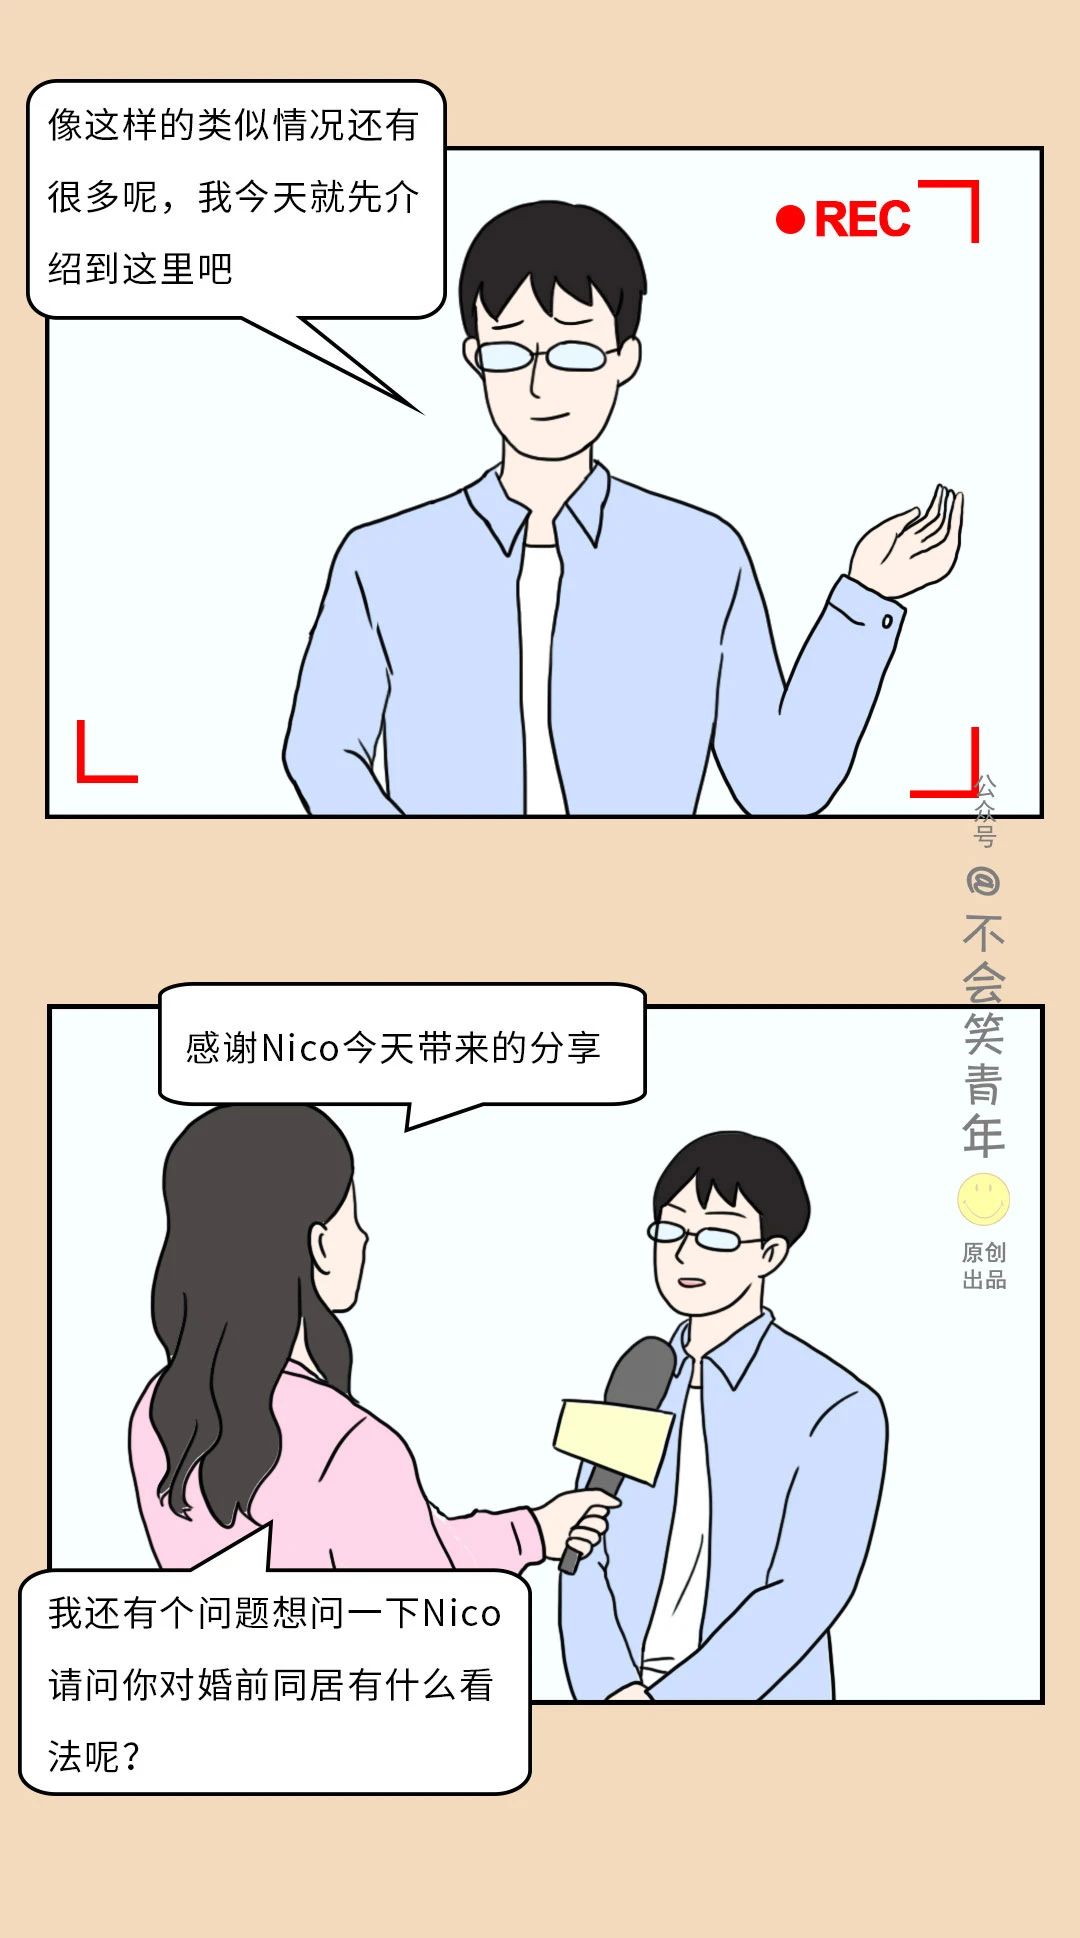 像这样的类似情况还有
很多呢，我今天就先介
绍到这里吧
REC
公众号
@不会笑青年
原创
出品
感谢Nico今天带来的分享
我还有个问题想问一下Nico
请问你对婚前同居有什么看
法呢？